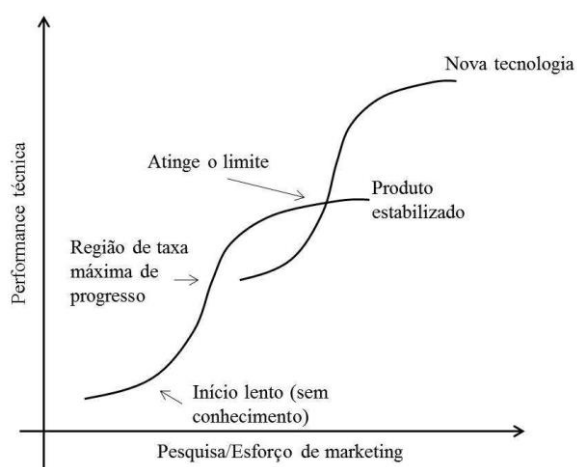 Nova tecnologia
Atinge o limite
Produto
estabilizado
Performance técnica
Região de taxa
máxima de
progresso
Início lento (sem
conhecimento)
Pesquisa/Esforço de marketing